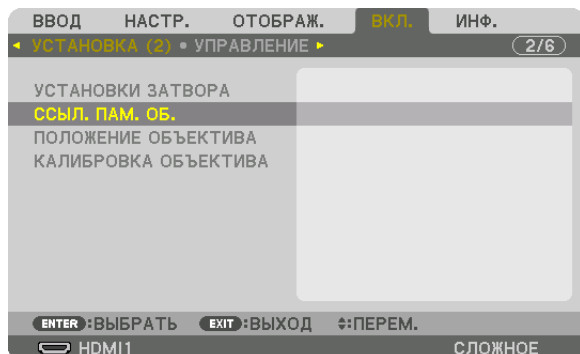 ВВОД НАСТР. ОТОБРАЖ. ВКЛ. ИНФ.
УСТАНОВКА (2) • УПРАВЛЕНИЕ 2/6
УСТАНОВКИ ЗАТВОРА
ССЫЛ. ПАМ. ОБ.
ПОЛОЖЕНИЕ ОБЪЕКТИВА
КАЛИБРОВКА ОБЪЕКТИВА
ENTER :ВЫБРАТЬ EXIT :ВЫХОД :ПЕРЕМ.
HDMI1 СЛОЖНОЕ